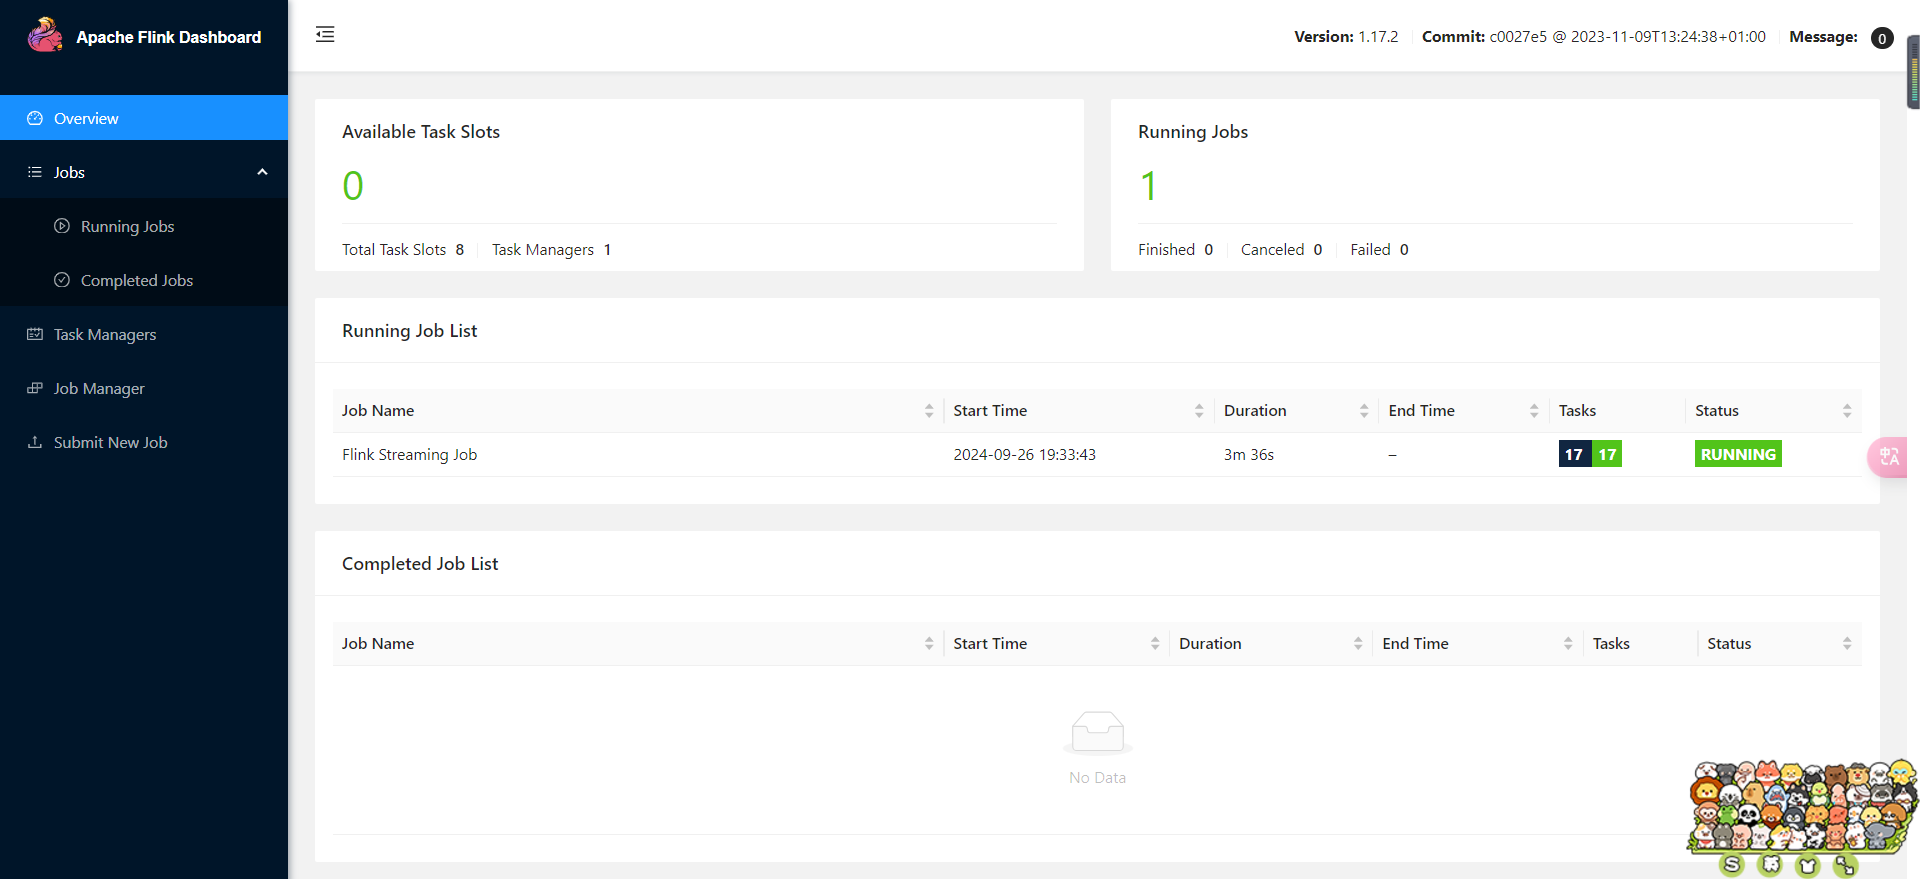 Apache Flink Dashboard
Version: 1.17.2 Commit: c0027e5 @ 2023-11-09T13:24:38+01:00 Message: 0
Overview
Jobs
Running Jobs
Completed Jobs
Task Managers
Job Manager
Submit New Job
Available Task Slots
0
Total Task Slots 8 Task Managers 1
Running Jobs
1
Finished 0 Canceled 0 Failed 0
Running Job List
Job Name Start Time Duration End Time Tasks Status
Flink Streaming Job 2024-09-26 19:33:43 3m 36s – 17 17 RUNNING
Completed Job List
Job Name Start Time Duration End Time Tasks Status
No Data
中A
S